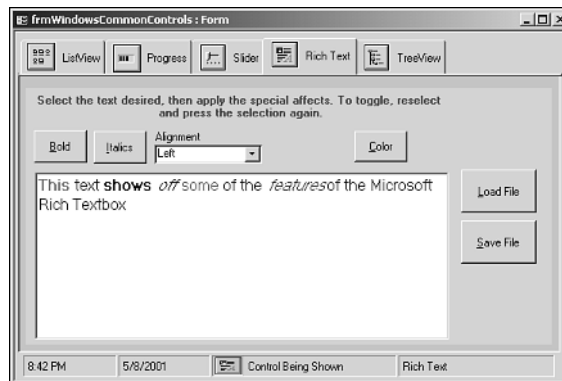 frmWindowsCommonControls : Form
ListView Progress Slider Rich Text TreeView
Select the text desired, then apply the special affects. To toggle, reselect
and press the selection again.
Alignment
Bold Italics Left Color
This text shows off some of the featuresof the Microsoft
Rich Textbox
Load File
Save File
8:42 PM 5/8/2001 Control Being Shown Rich Text